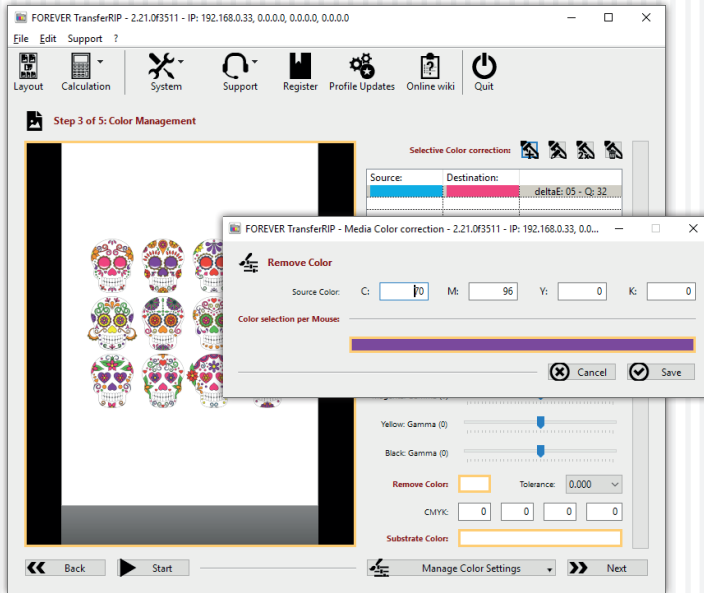 FOREVER TransferRIP - 2.21.0f3511 - IP: 192.168.0.33, 0.0.0.0, 0.0.0.0, 0.0.0.0
File Edit Support ?
Layout Calculation System Support Register Profile Updates Online wiki Quit
Step 3 of 5: Color Management
Selective Color correction:
Source: Destination:
deltaE: 05 - Q: 32
FOREVER TransferRIP - Media Color correction - 2.21.0f3511 - IP: 192.168.0.33, 0.0...
Remove Color
Source Color: C: 70 M: 96 Y: 0 K: 0
Color selection per Mouse:
Cancel Save
Yellow: Gamma (0)
Black: Gamma (0)
Remove Color: Tolerance: 0.000
CMYK: 0 0 0 0
Substrate Color:
Back Start Manage Color Settings Next